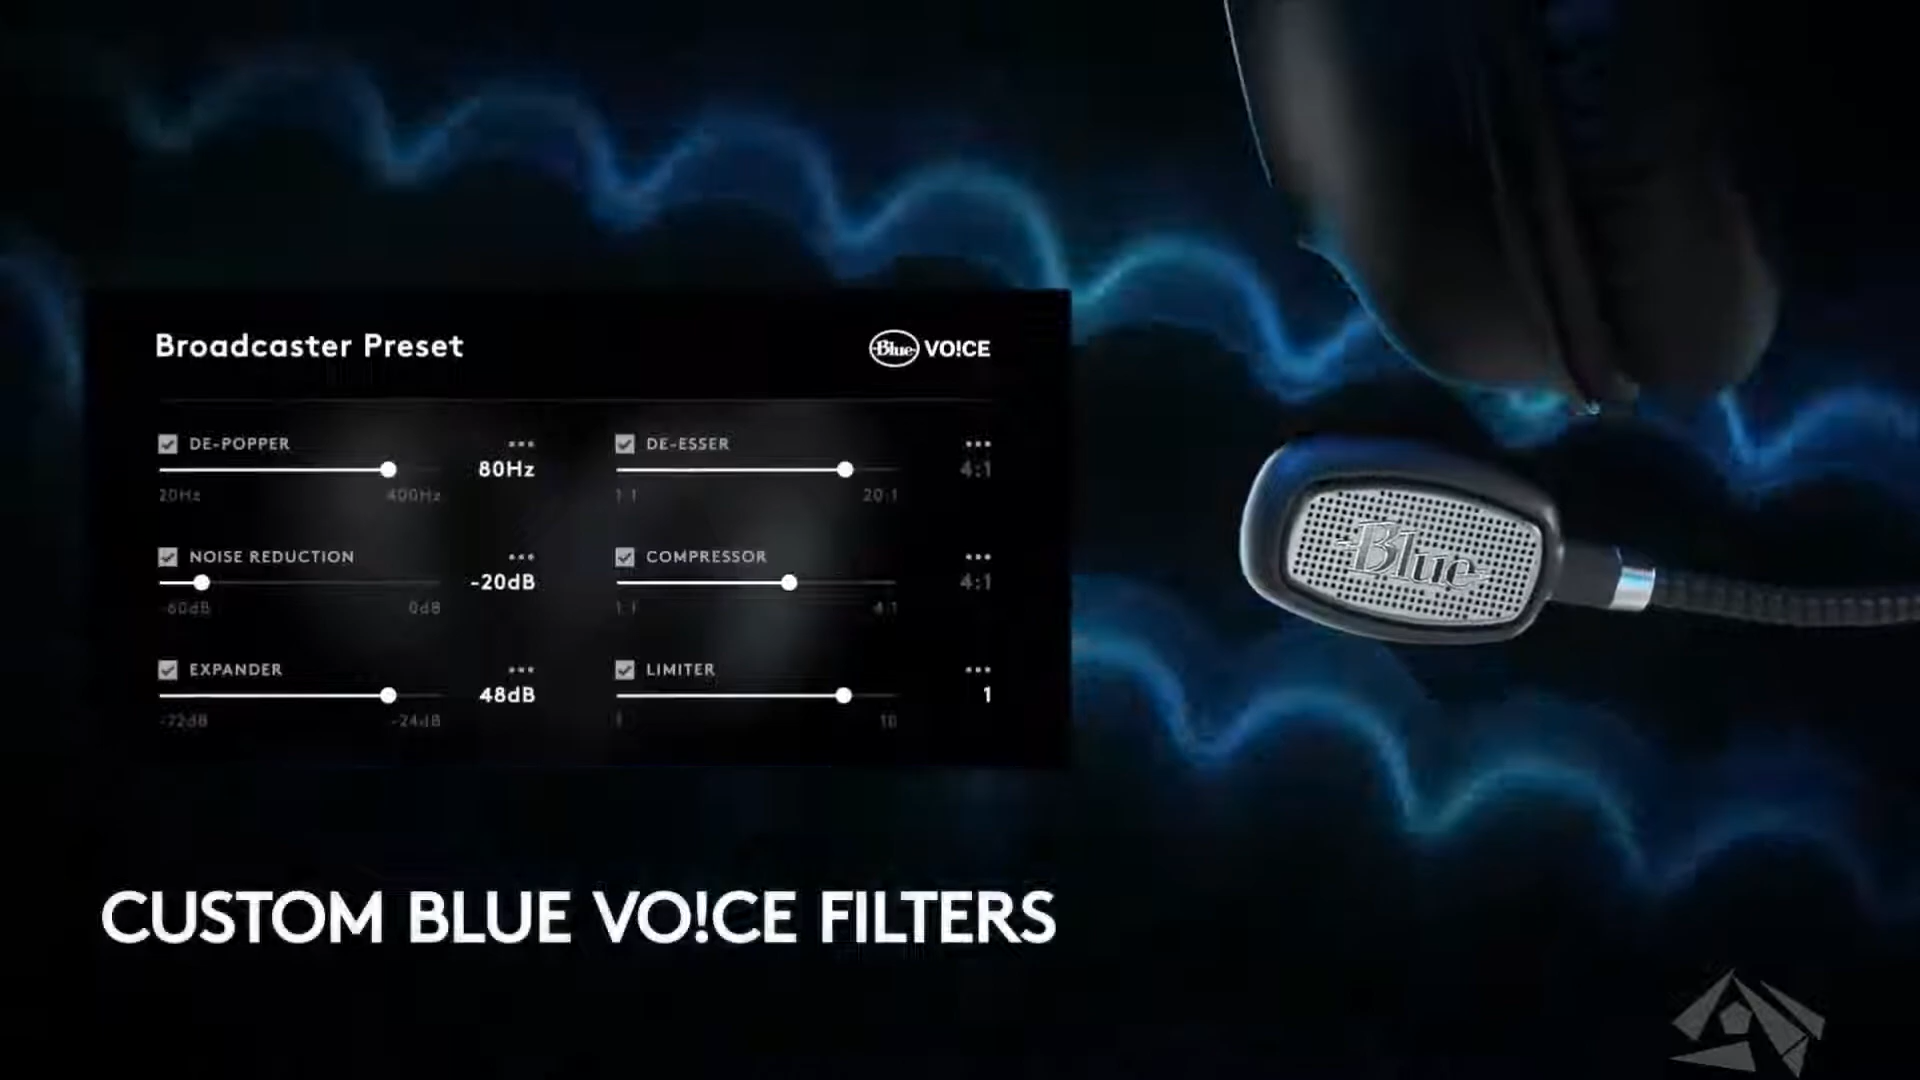 Broadcaster Preset
Blue VO!CE
DE-POPPER
80Hz
20Hz 400Hz
DE-ESSER
4:1
1:1 20:1
NOISE REDUCTION
-20dB
-60dB 0dB
COMPRESSOR
4:1
1:1 4:1
EXPANDER
48dB
-72dB -24dB
LIMITER
1
1 10
Blue
CUSTOM BLUE VO!CE FILTERS